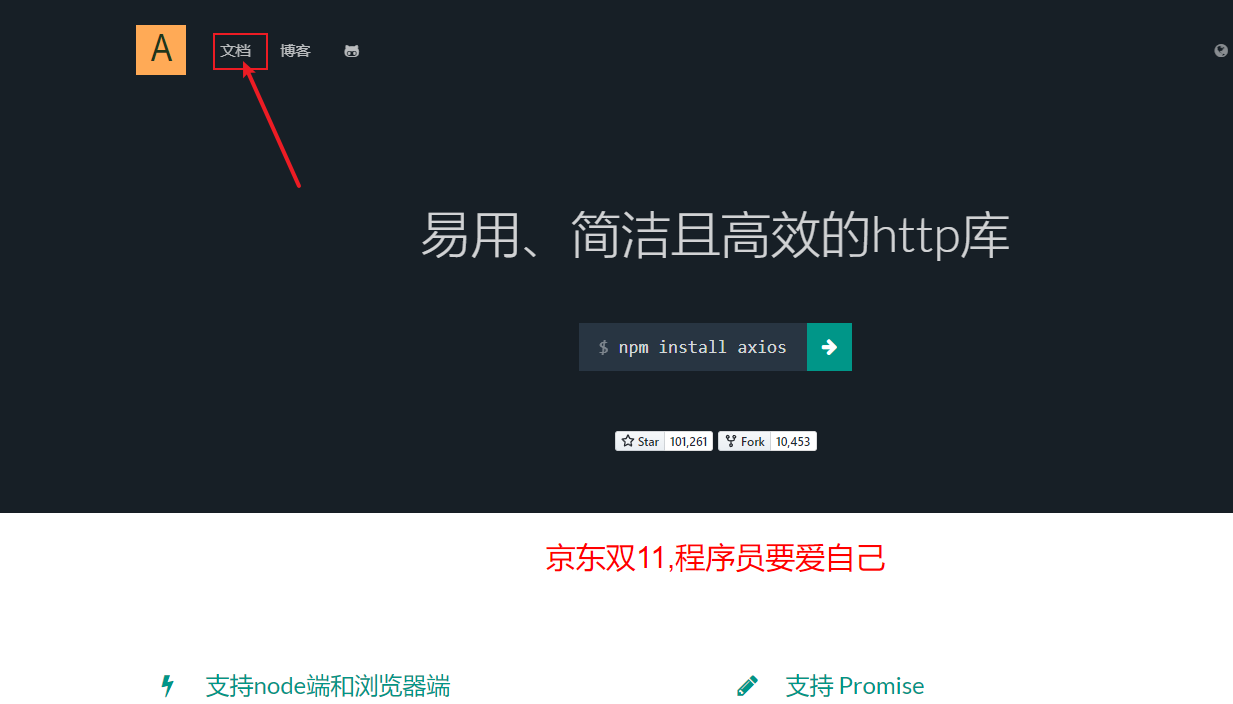 A 文档 博客
易用、简洁且高效的http库
$ npm install axios
Star 101,261 Fork 10,453
京东双11,程序员要爱自己
支持node端和浏览器端 支持 Promise